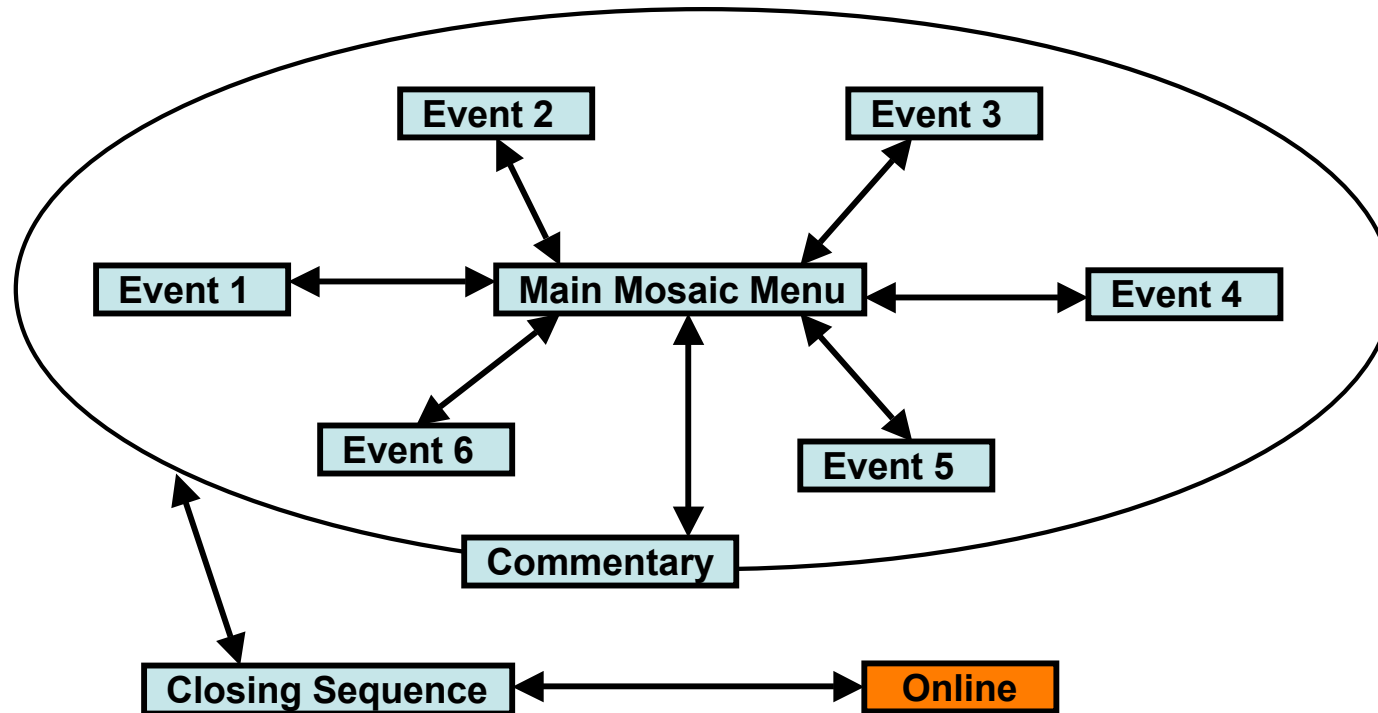 Event 2
Event 3
Event 1
Main Mosaic Menu
Event 4
Event 6
Event 5
Commentary
Closing Sequence
Online